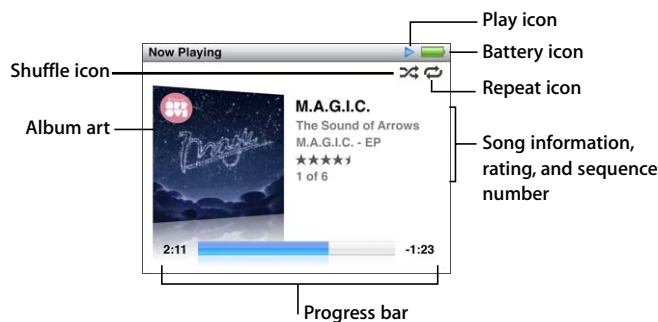 Play icon
Now Playing
Battery icon
Shuffle icon
Repeat icon
M.A.G.I.C.
The Sound of Arrows
Album art
M.A.G.I.C. - EP
Song information,
rating, and sequence
number
1 of 6
magic
2:11
-1:23
Progress bar